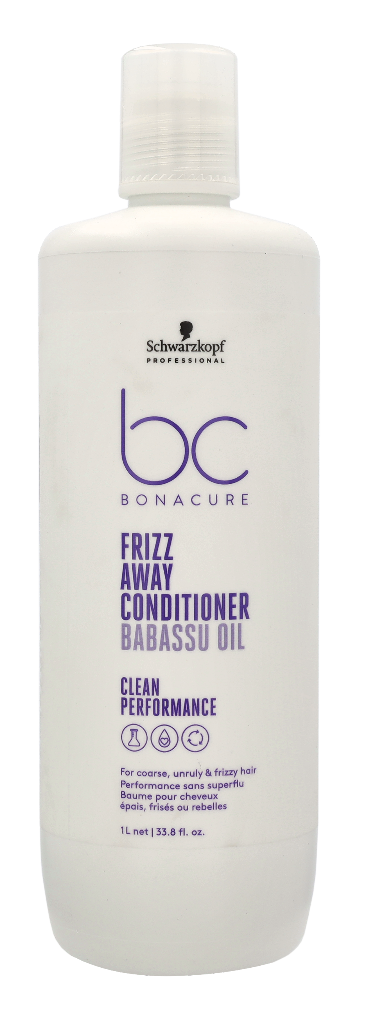 Schwarzkopf
PROFESSIONAL
bc
BONACURE
FRIZZ
AWAY
CONDITIONER
BABASSU OIL
CLEAN
PERFORMANCE
For coarse, unruly & frizzy hair
Performance sans superflu
Baume pour cheveux
épais, frisés ou rebelles
1 L net | 33.8 fl. oz.